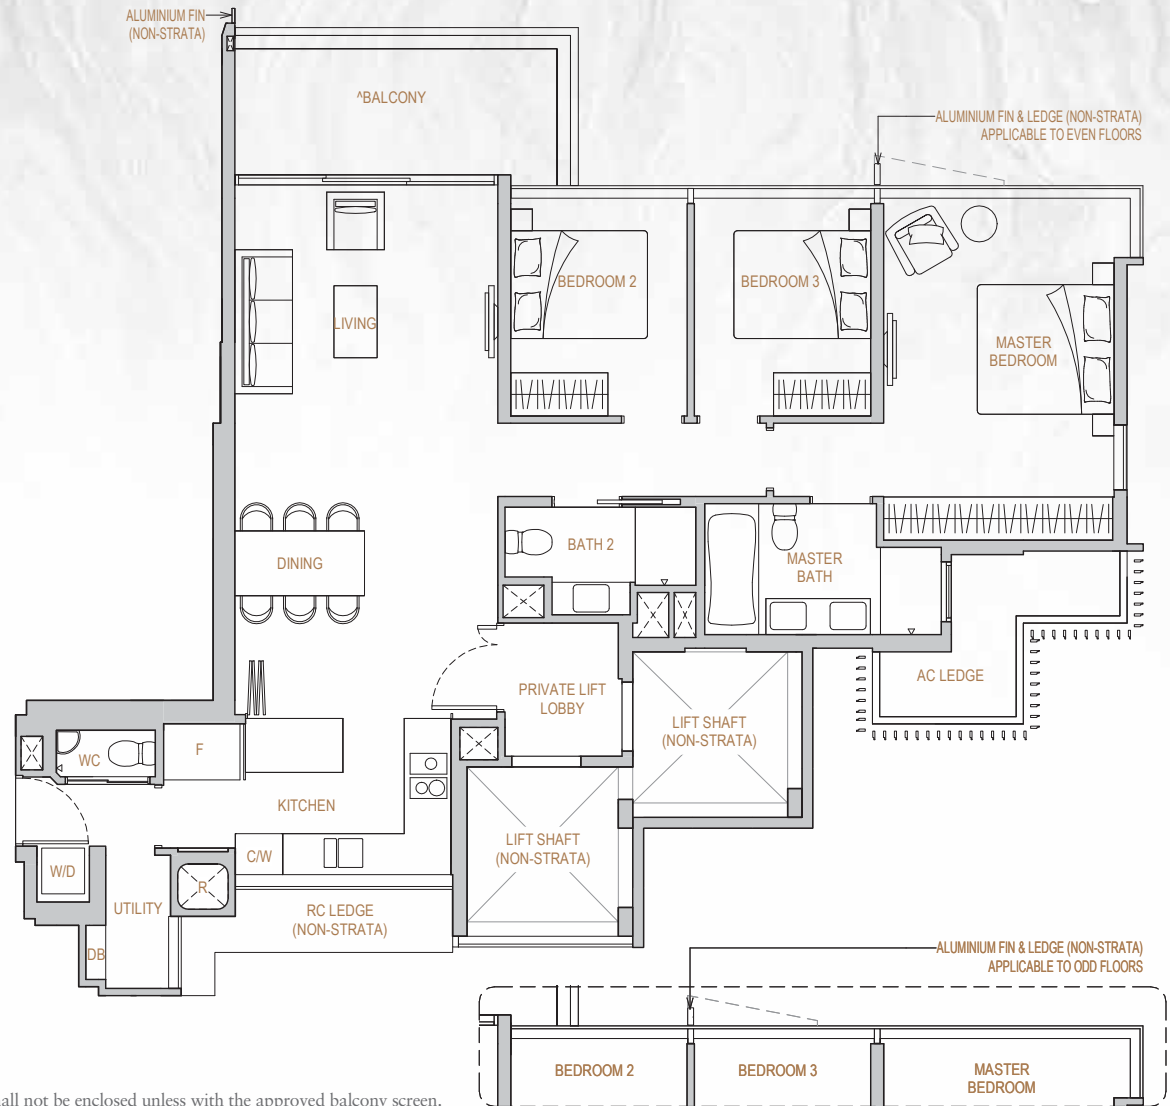 ALUMINIUM FIN
(NON-STRATA)
^BALCONY
ALUMINIUM FIN & LEDGE (NON-STRATA)
APPLICABLE TO EVEN FLOORS
BEDROOM 2
BEDROOM 3
LIVING
MASTER
BEDROOM
DINING
BATH 2
MASTER
BATH
AC LEDGE
PRIVATE LIFT
LOBBY
LIFT SHAFT
(NON-STRATA)
WC
F
KITCHEN
LIFT SHAFT
(NON-STRATA)
C/W
W/D
R
UTILITY
RC LEDGE
(NON-STRATA)
DB
ALUMINIUM FIN & LEDGE (NON-STRATA)
APPLICABLE TO ODD FLOORS
BEDROOM 2
BEDROOM 3
MASTER
BEDROOM
not be enclosed unless with the approved balcony screen.